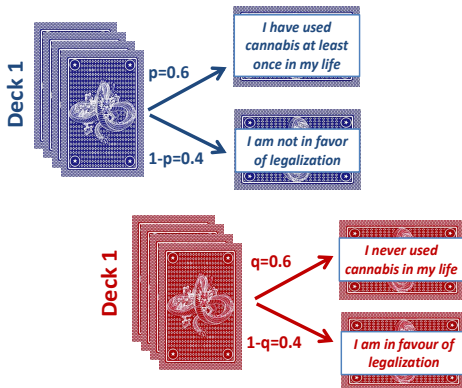 Deck 1
p=0.6
I have used
cannabis at least
once in my life
1-p=0.4
I am not in favor
of legalization
Deck 1
q=0.6
I never used
cannabis in my life
1-q=0.4
I am in favour of
legalization